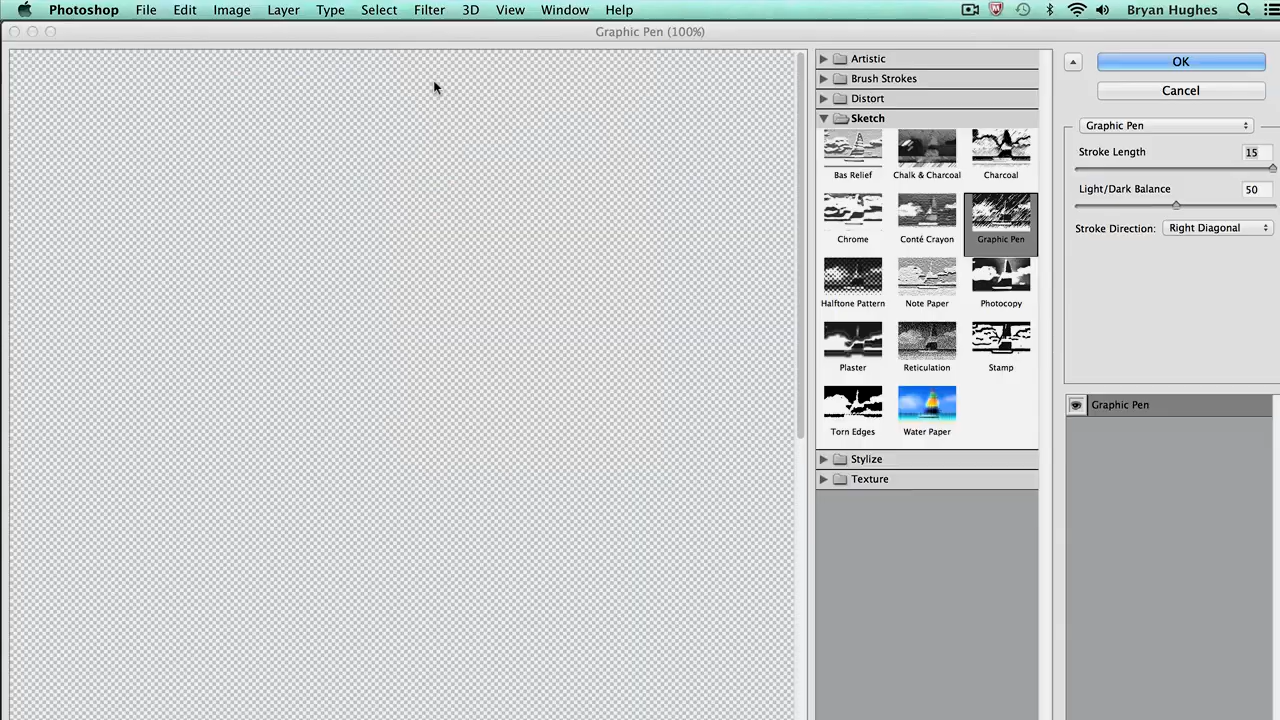 Photoshop File Edit Image Layer Type Select Filter 3D View Window Help Bryan Hughes
Graphic Pen (100%)
Artistic
Brush Strokes
Distort
Sketch
Bas Relief Chalk & Charcoal Charcoal
Chrome Conté Crayon Graphic Pen
Halftone Pattern Note Paper Photocopy
Plaster Reticulation Stamp
Torn Edges Water Paper
Stylize
Texture
OK
Cancel
Graphic Pen
Stroke Length 15
Light/Dark Balance 50
Stroke Direction: Right Diagonal
Graphic Pen